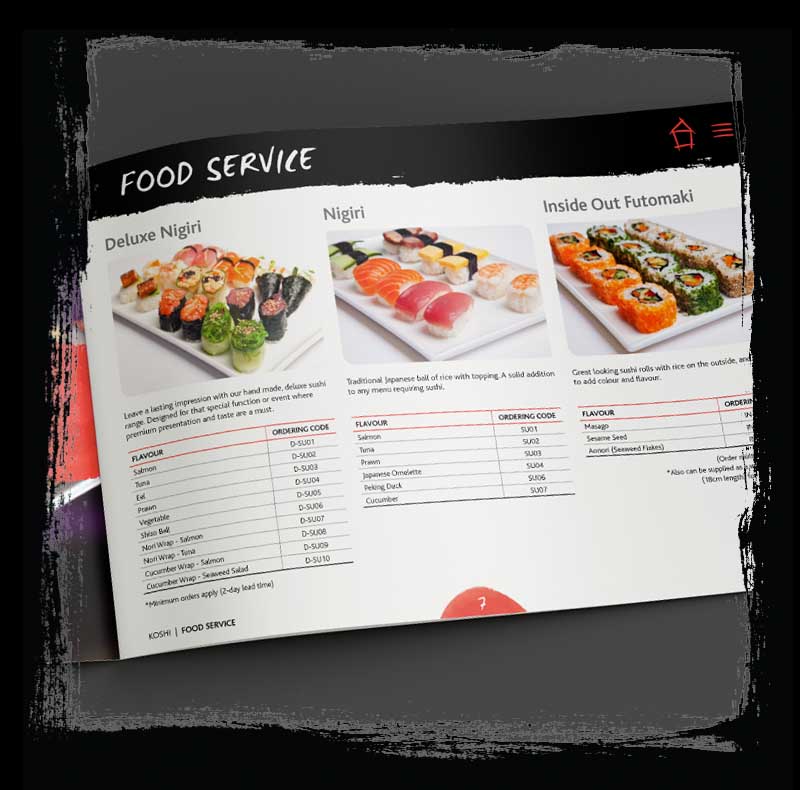 FOOD SERVICE
Deluxe Nigiri
Leave a lasting impression with our hand made, deluxe sushi
range. Designed for that special function or event where
premium presentation and taste are a must.
FLAVOUR ORDERING CODE
Salmon D-SU01
Tuna D-SU02
Eel D-SU03
Prawn D-SU04
Vegetable D-SU05
Shiso Ball D-SU06
Nori Wrap - Salmon D-SU07
Nori Wrap - Tuna D-SU08
Cucumber Wrap - Salmon D-SU09
Cucumber Wrap - Seaweed Salad D-SU10
*Minimum orders apply (2-day lead time)
Nigiri
Traditional Japanese ball of rice with topping. A solid addition
to any menu requiring sushi.
FLAVOUR ORDERING CODE
Salmon SU01
Tuna SU02
Prawn SU03
Japanese Omelette SU04
Peking Duck SU06
Cucumber SU07
Inside Out Futomaki
Great looking sushi rolls with rice on the outside, and
to add colour and flavour.
FLAVOUR
Masago
Sesame Seed
Aonori (Seaweed Flakes)
(Order
*Also can be supplied as
(18cm length)
KOSHI | FOOD SERVICE
7